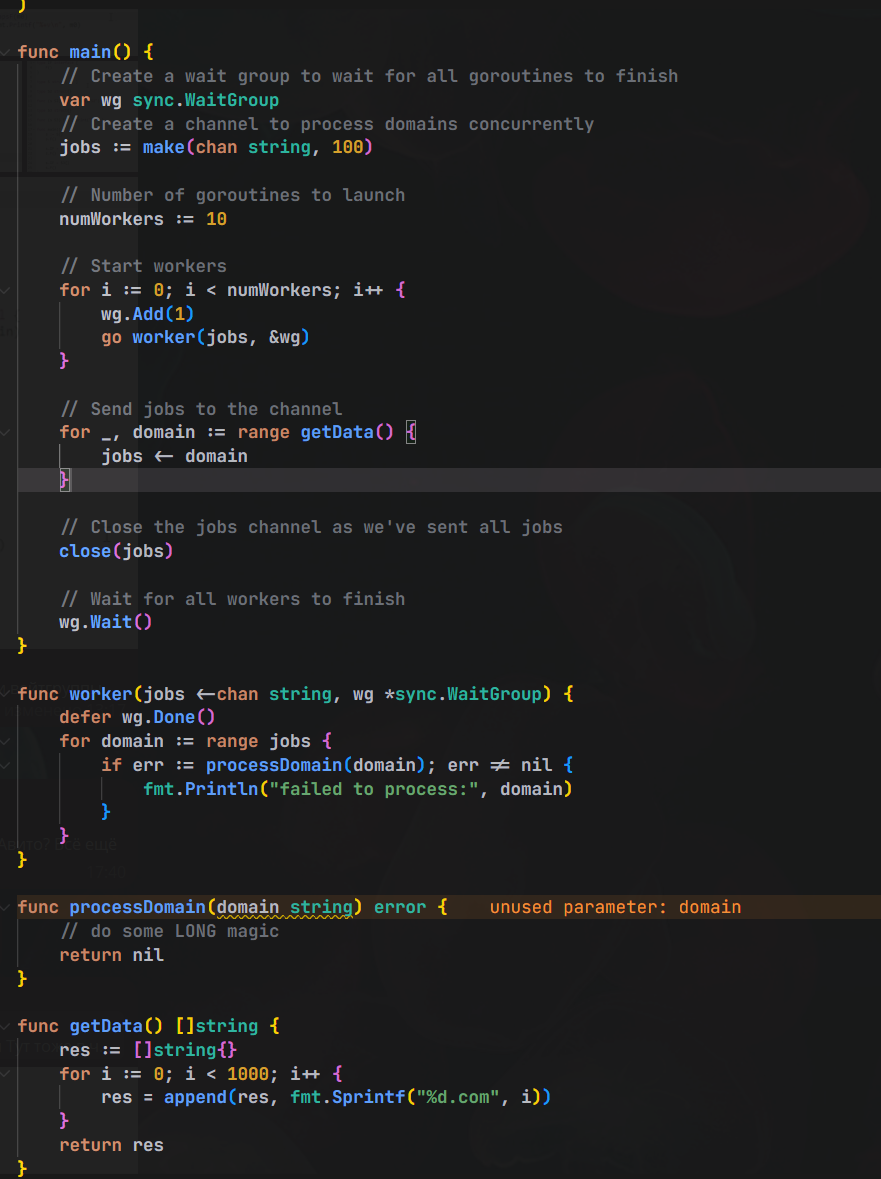 )
func main() {
// Create a wait group to wait for all goroutines to finish
var wg sync.WaitGroup
// Create a channel to process domains concurrently
jobs := make(chan string, 100)
// Number of goroutines to launch
numWorkers := 10
// Start workers
for i := 0; i < numWorkers; i++ {
wg.Add(1)
go worker(jobs, &wg)
}
// Send jobs to the channel
for _, domain := range getData() {
jobs <- domain
}
// Close the jobs channel as we've sent all jobs
close(jobs)
// Wait for all workers to finish
wg.Wait()
}
func worker(jobs <-chan string, wg *sync.WaitGroup) {
defer wg.Done()
for domain := range jobs {
if err := processDomain(domain); err != nil {
fmt.Println("failed to process:", domain)
}
}
}
func processDomain(domain string) error { unused parameter: domain
// do some LONG magic
return nil
}
func getData() []string {
res := []string{}
for i := 0; i < 1000; i++ {
res = append(res, fmt.Sprintf("%d.com", i))
}
return res
}